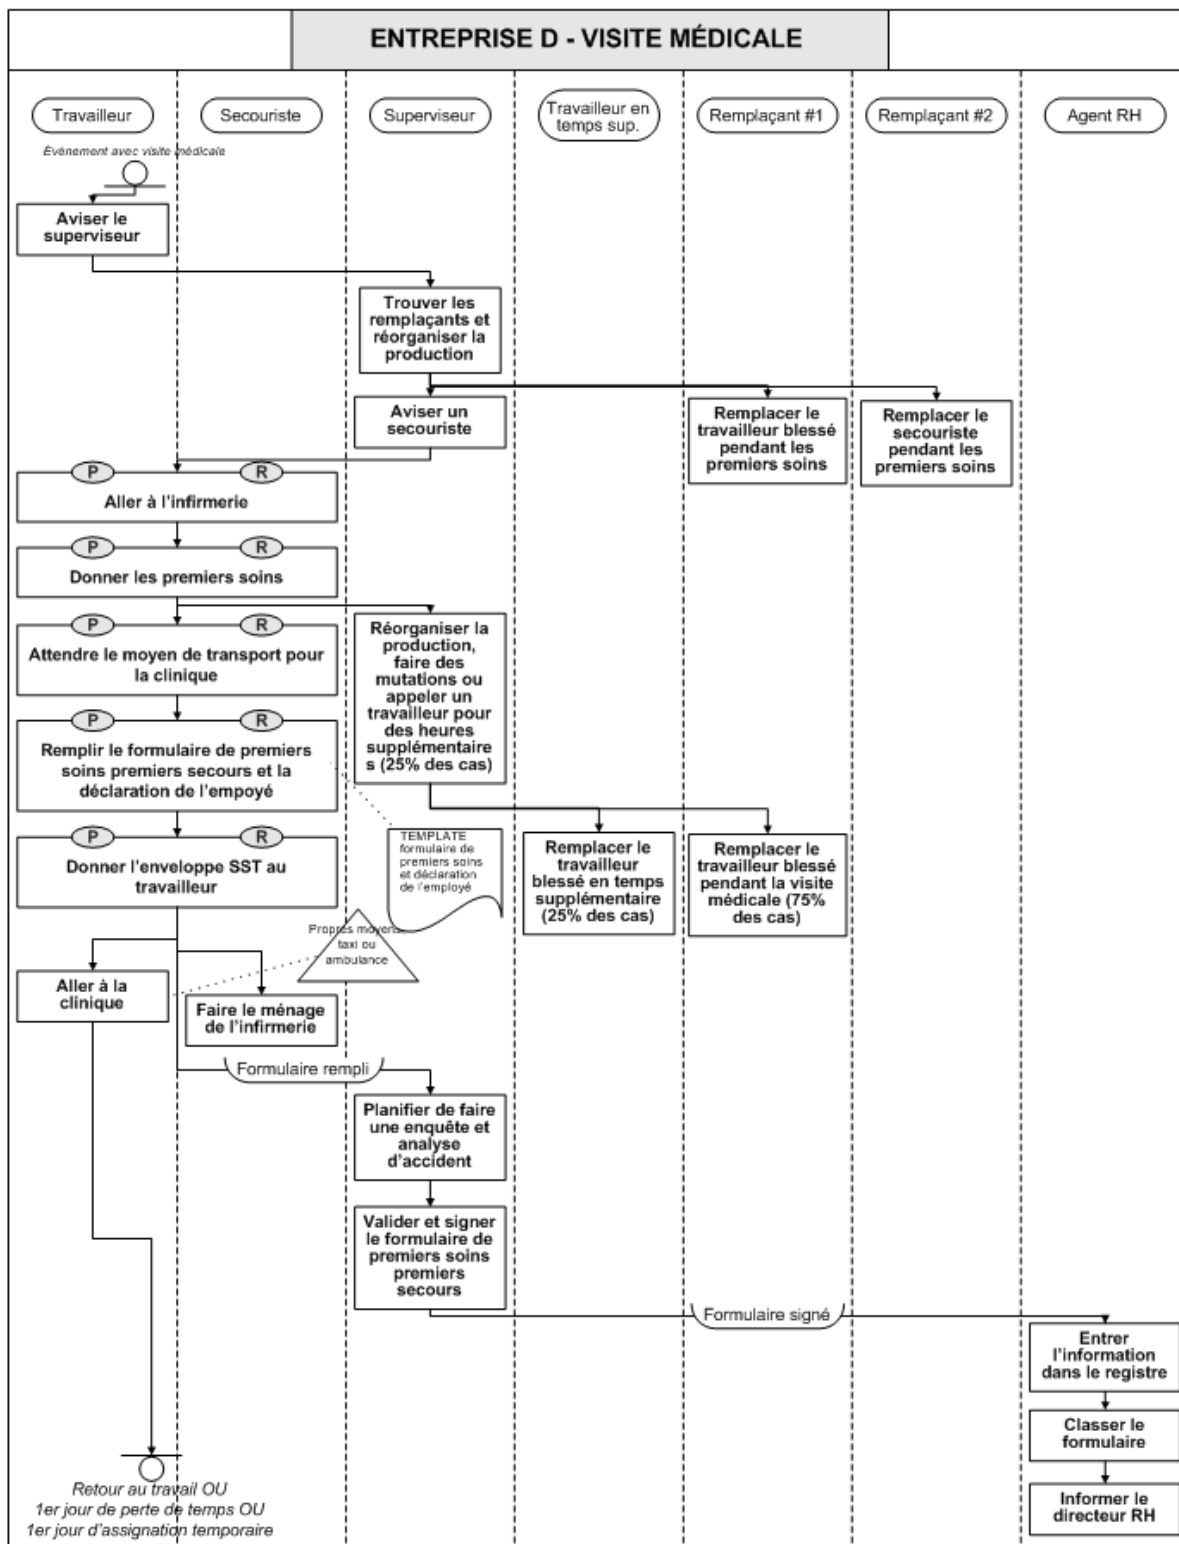 ENTREPRISE D - VISITE MÉDICALE
Travailleur
Secouriste
Superviseur
Travailleur en
temps sup.
Remplaçant #1
Remplaçant #2
Agent RH
Évènement avec visite médicale
Aviser le
superviseur
Trouver les
remplaçants et
réorganiser la
production
Aviser un
secouriste
Remplacer le
travailleur blessé
pendant les
premiers soins
Remplacer le
secouriste
pendant les
premiers soins
P
R
Aller à l'infirmerie
P
R
Donner les premiers soins
P
R
Attendre le moyen de transport pour
la clinique
Réorganiser la
production,
faire des
mutations ou
appeler un
travailleur pour
des heures
supplémentaire
s (25% des cas)
P
R
Remplir le formulaire de premiers
soins premiers secours et la
déclaration de l'empoyé
P
R
Donner l'enveloppe SST au
travailleur
TEMPLATE
formulaire de
premiers soins
et déclaration
de l'employé
Remplacer le
travailleur
blessé en temps
supplémentaire
(25% des cas)
Remplacer le
travailleur blessé
pendant la visite
médicale (75%
des cas)
Propres moyens,
taxi ou
ambulance
Aller à la
clinique
Faire le ménage
de l'infirmerie
Formulaire rempli
Planifier de faire
une enquête et
analyse
d'accident
Valider et signer
le formulaire de
premiers soins
premiers
secours
Formulaire signé
Entrer
l'information
dans le registre
Classer le
formulaire
Informer le
directeur RH
Retour au travail OU
1er jour de perte de temps OU
1er jour d'assignation temporaire